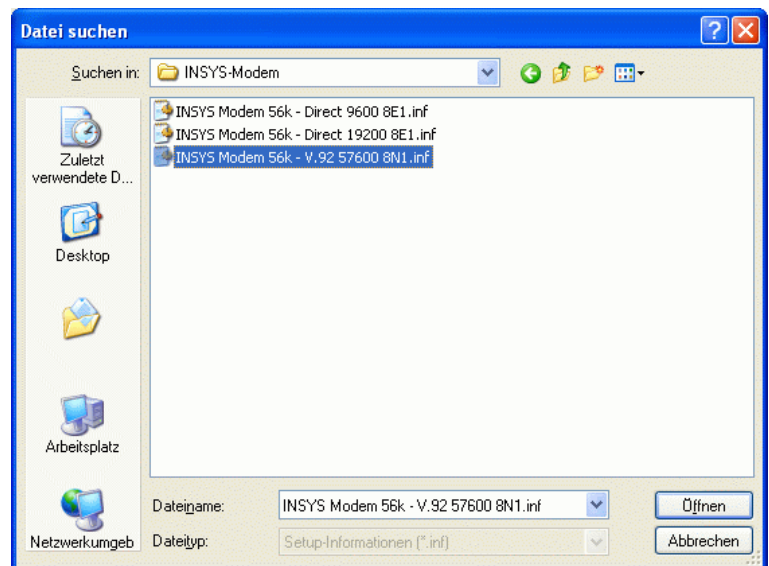 Datei suchen
Suchen in:
INSYS-Modem
INSYS Modem 56k - Direct 9600 8E1.inf
INSYS Modem 56k - Direct 19200 8E1.inf
INSYS Modem 56k - V.92 57600 8N1.inf
Zuletzt
verwendete D...
Desktop
Arbeitsplatz
Netzwerkumgeb
Dateiname:
INSYS Modem 56k - V.92 57600 8N1.inf
Öffnen
Dateityp:
Setup-Informationen (*.inf)
Abbrechen